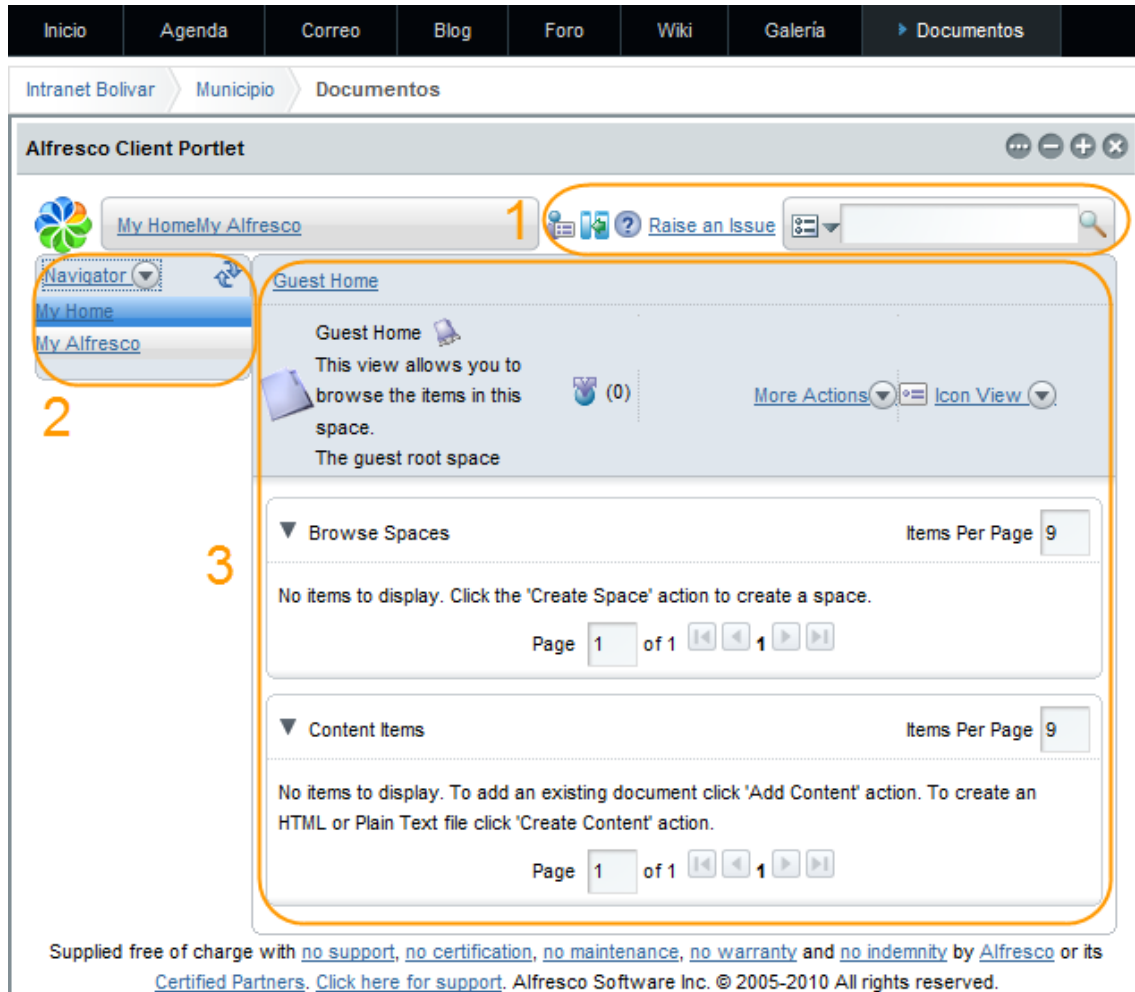 Inicio Agenda Correo Blog Foro Wiki Galería Documentos
Intranet Bolivar Municipio Documentos
Alfresco Client Portlet
My HomeMy Alfresco 1 Raise an Issue
Navigator
My Home
My Alfresco
2
Guest Home
Guest Home
This view allows you to
browse the items in this
space.
The guest root space
(0)
More Actions Icon View
3
Browse Spaces Items Per Page 9
No items to display. Click the 'Create Space' action to create a space.
Page 1 of 1 1
Content Items Items Per Page 9
No items to display. To add an existing document click 'Add Content' action. To create an
HTML or Plain Text file click 'Create Content' action.
Page 1 of 1 1
Supplied free of charge with no support, no certification, no maintenance, no warranty and no indemnity by Alfresco or its
Certified Partners. Click here for support. Alfresco Software Inc. © 2005-2010 All rights reserved.